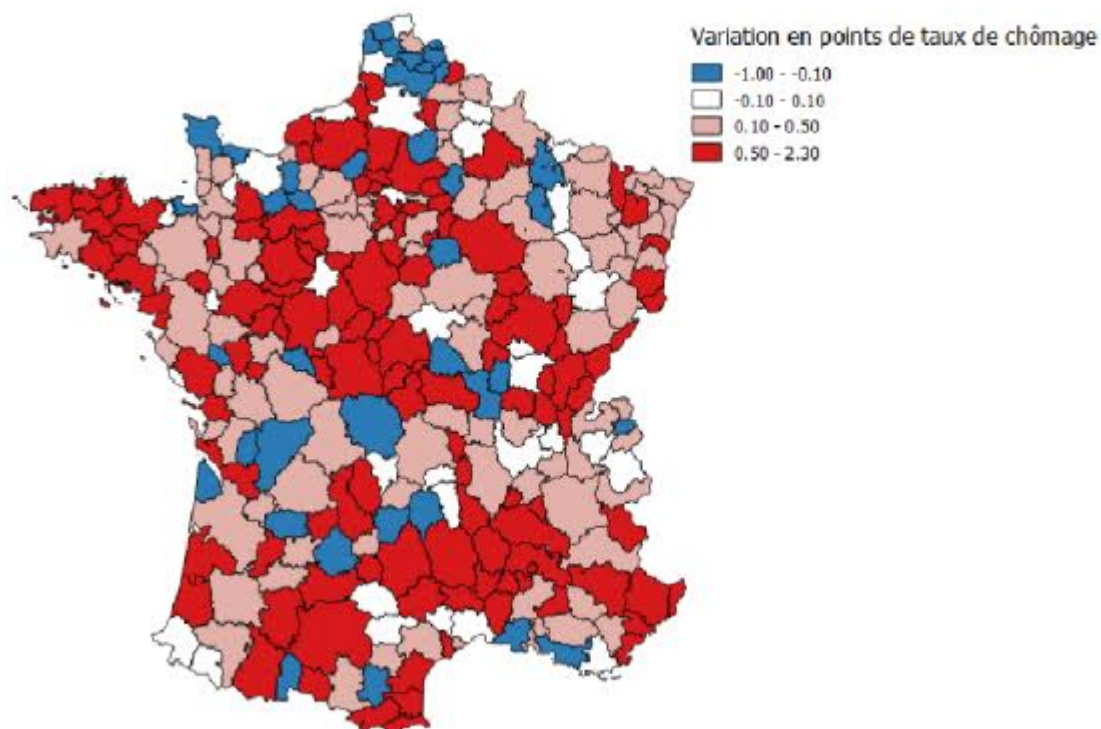 Variation en points de taux de chômage
-1.00 - -0.10
-0.10 - 0.10
0.10 - 0.50
0.50 - 2.30